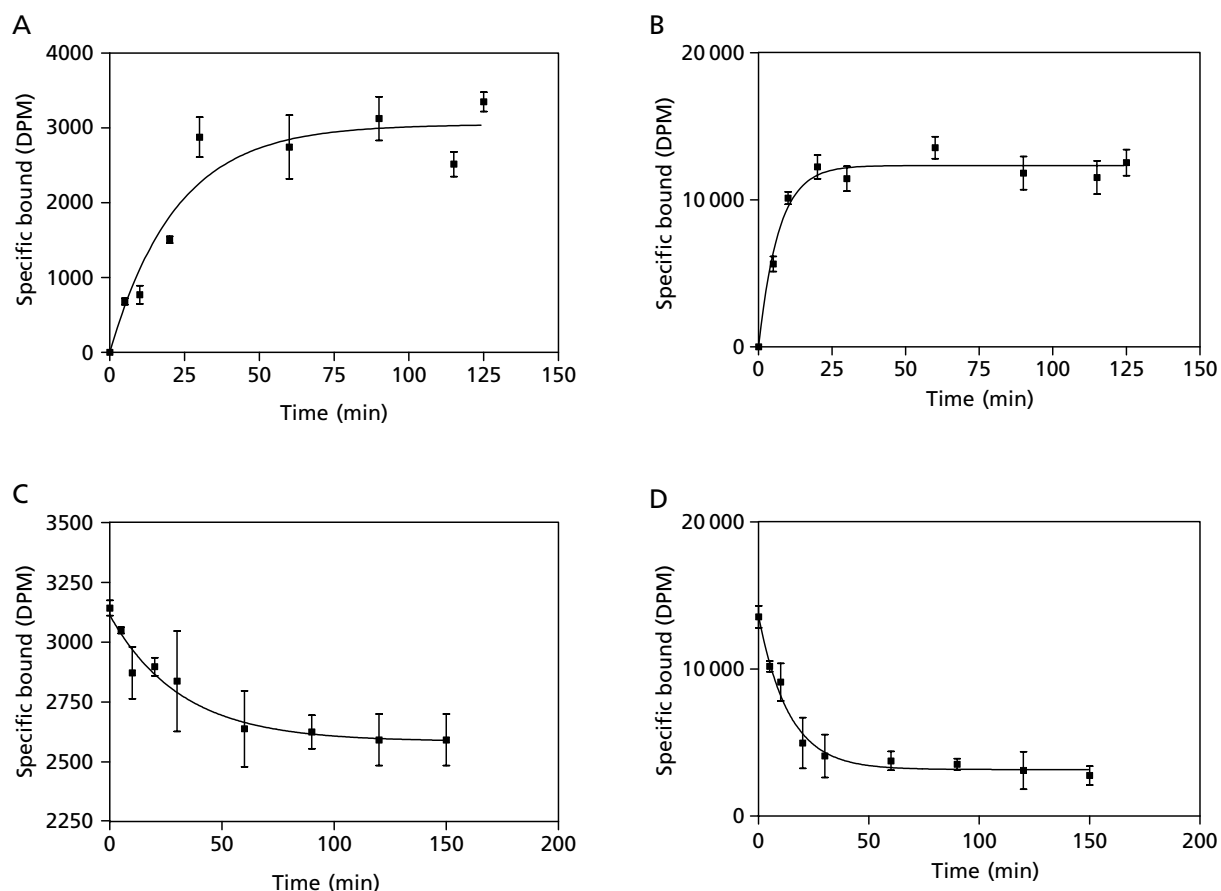 A
Specific bound (DPM)
4000
3000
2000
1000
0
0 25 50 75 100 125 150
Time (min)
B
Specific bound (DPM)
20 000
10 000
0
0 25 50 75 100 125 150
Time (min)
C
Specific bound (DPM)
3500
3250
3000
2750
2500
2250
0 50 100 150 200
Time (min)
D
Specific bound (DPM)
20 000
10 000
0
0 50 100 150 200
Time (min)